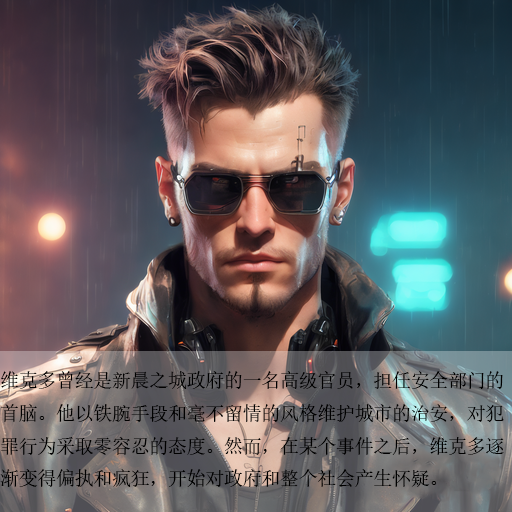 维克多曾经是新晨之城政府的一名高级官员，担任安全部门的
首脑。他以铁腕手段和毫不留情的风格维护城市的治安，对犯
罪行为采取零容忍的态度。然而，在某个事件之后，维克多逐
渐变得偏执和疯狂，开始对政府和整个社会产生怀疑。